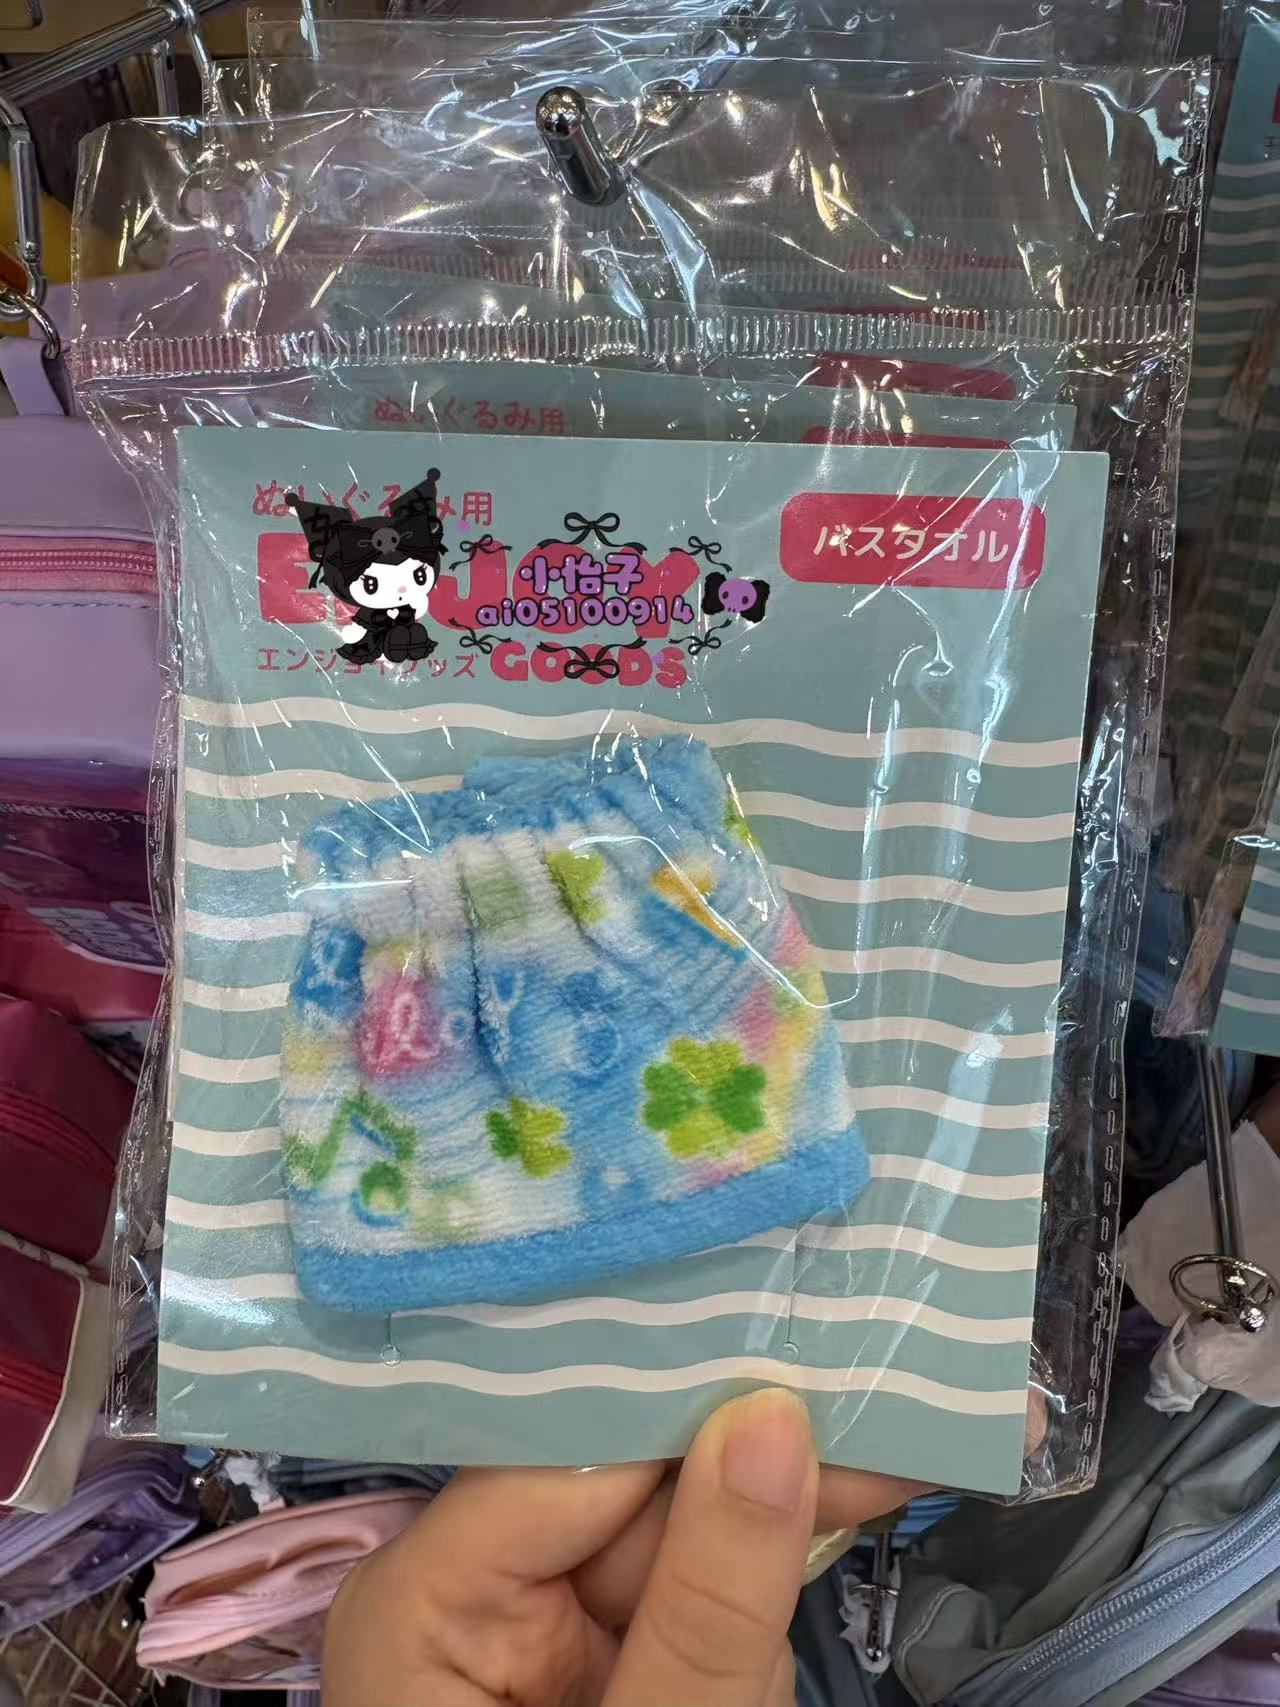 ぬいぐるみ用
ぬいぐるみ用
バスタオル
ENJOY
小怡子
ai05100914
エンジョイグッズ GOODS